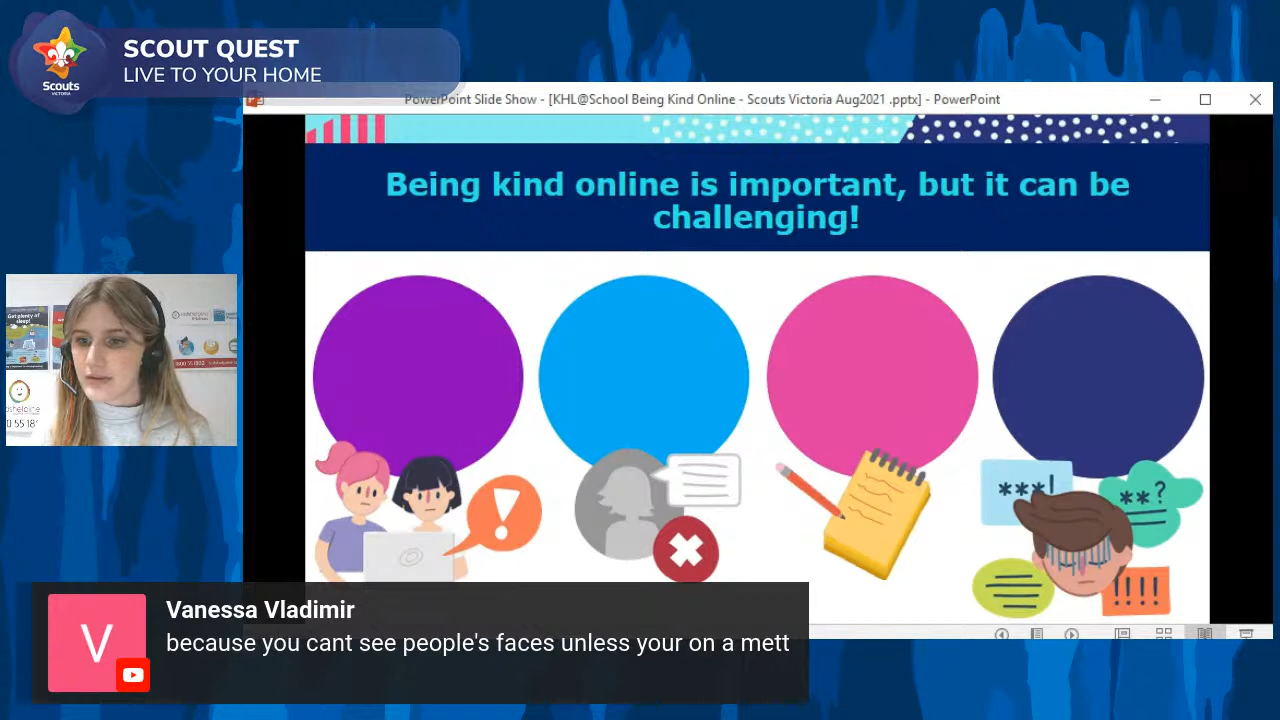 SCOUT QUEST
LIVE TO YOUR HOME
Scouts
VICTORIA
PowerPoint Slide Show - [KHL@School Being Kind Online - Scouts Victoria Aug2021 .pptx] - PowerPoint
Being kind online is important, but it can be
challenging!
Got plenty of
sleep!
***!
**?
!!!!
V
Vanessa Vladimir
because you cant see people's faces unless your on a mett